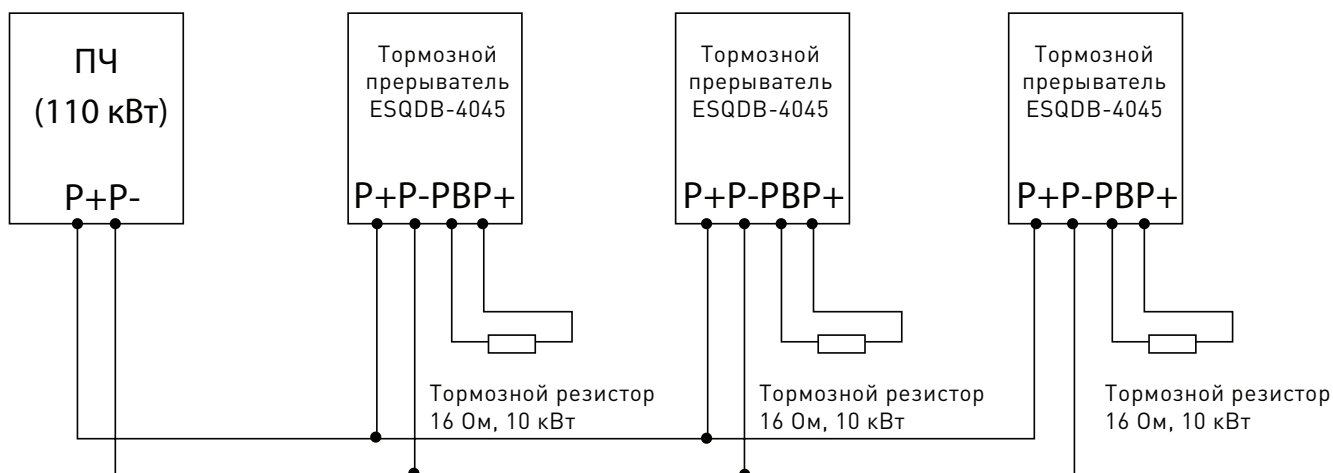 ПЧ
(110 кВт)
P+P-
Тормозной
прерыватель
ESQDB-4045
P+P-PBP+
Тормозной резистор
16 Ом, 10 кВт
Тормозной
прерыватель
ESQDB-4045
P+P-PBP+
Тормозной резистор
16 Ом, 10 кВт
Тормозной
прерыватель
ESQDB-4045
P+P-PBP+
Тормозной резистор
16 Ом, 10 кВт